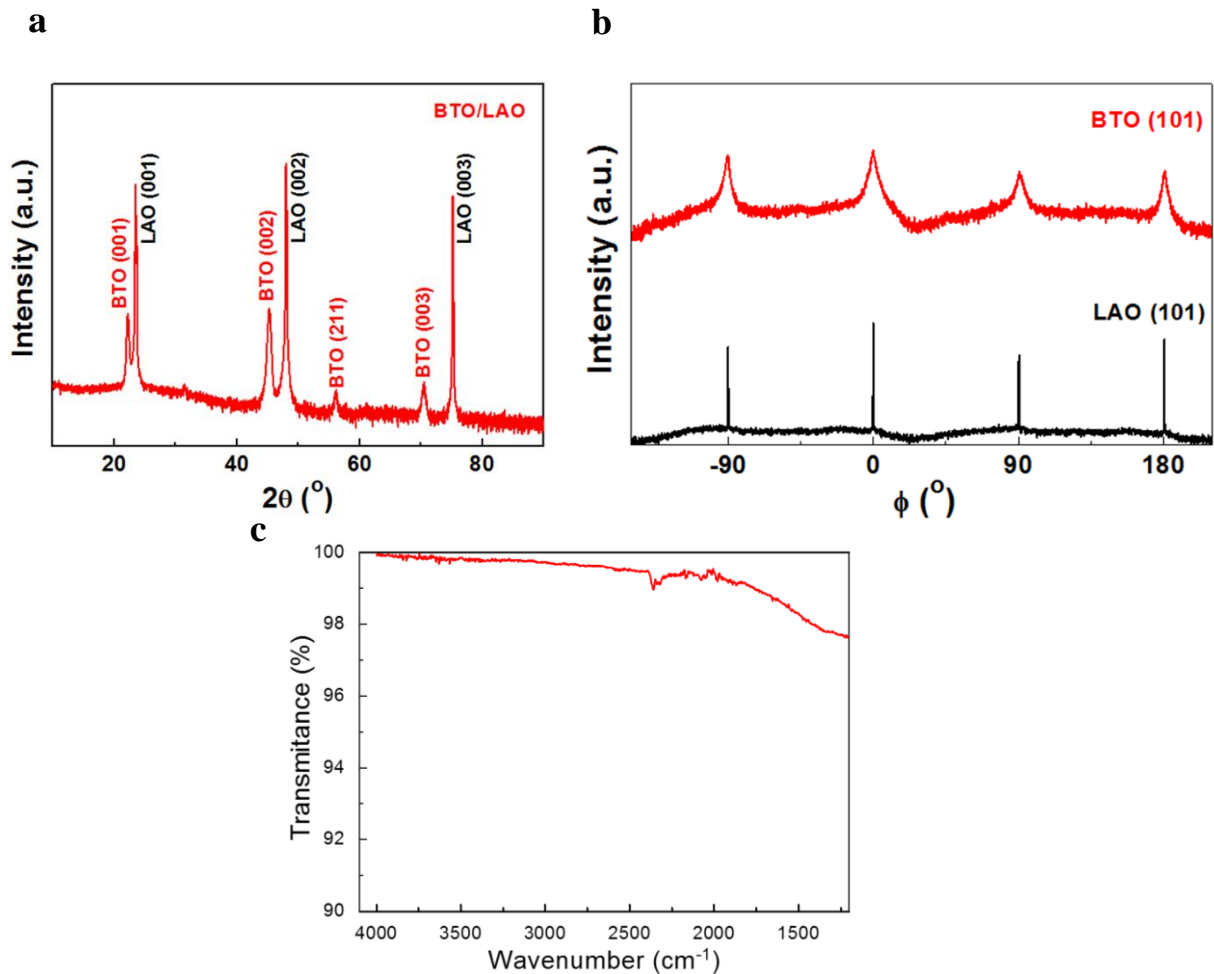 a
BTO/LAO
BTO (001)
LAO (001)
BTO (002)
LAO (002)
BTO (211)
BTO (003)
LAO (003)
Intensity (a.u.)
20 40 60 80
2θ (o)
b
BTO (101)
LAO (101)
Intensity (a.u.)
-90 0 90 180
ϕ (o)
c
100
98
96
94
92
90
Transmitance (%)
4000 3500 3000 2500 2000 1500
Wavenumber (cm-1)